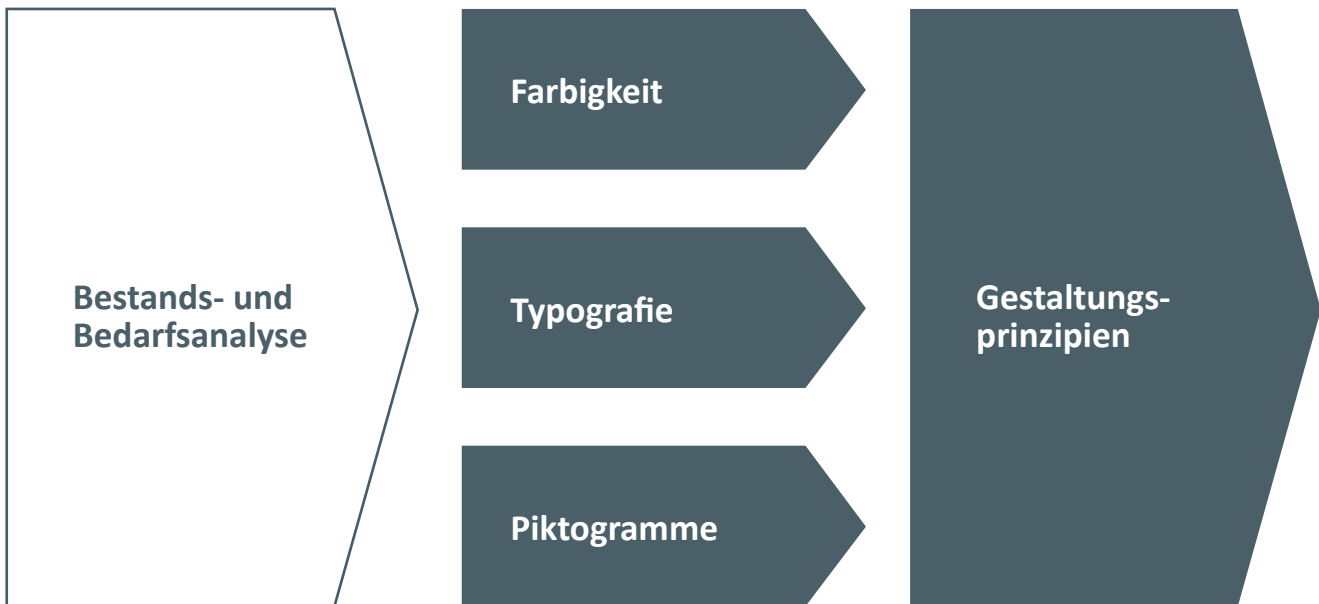 Bestands- und
Bedarfsanalyse
Farbigkeit
Typografie
Piktogramme
Gestaltungs-
prinzipien